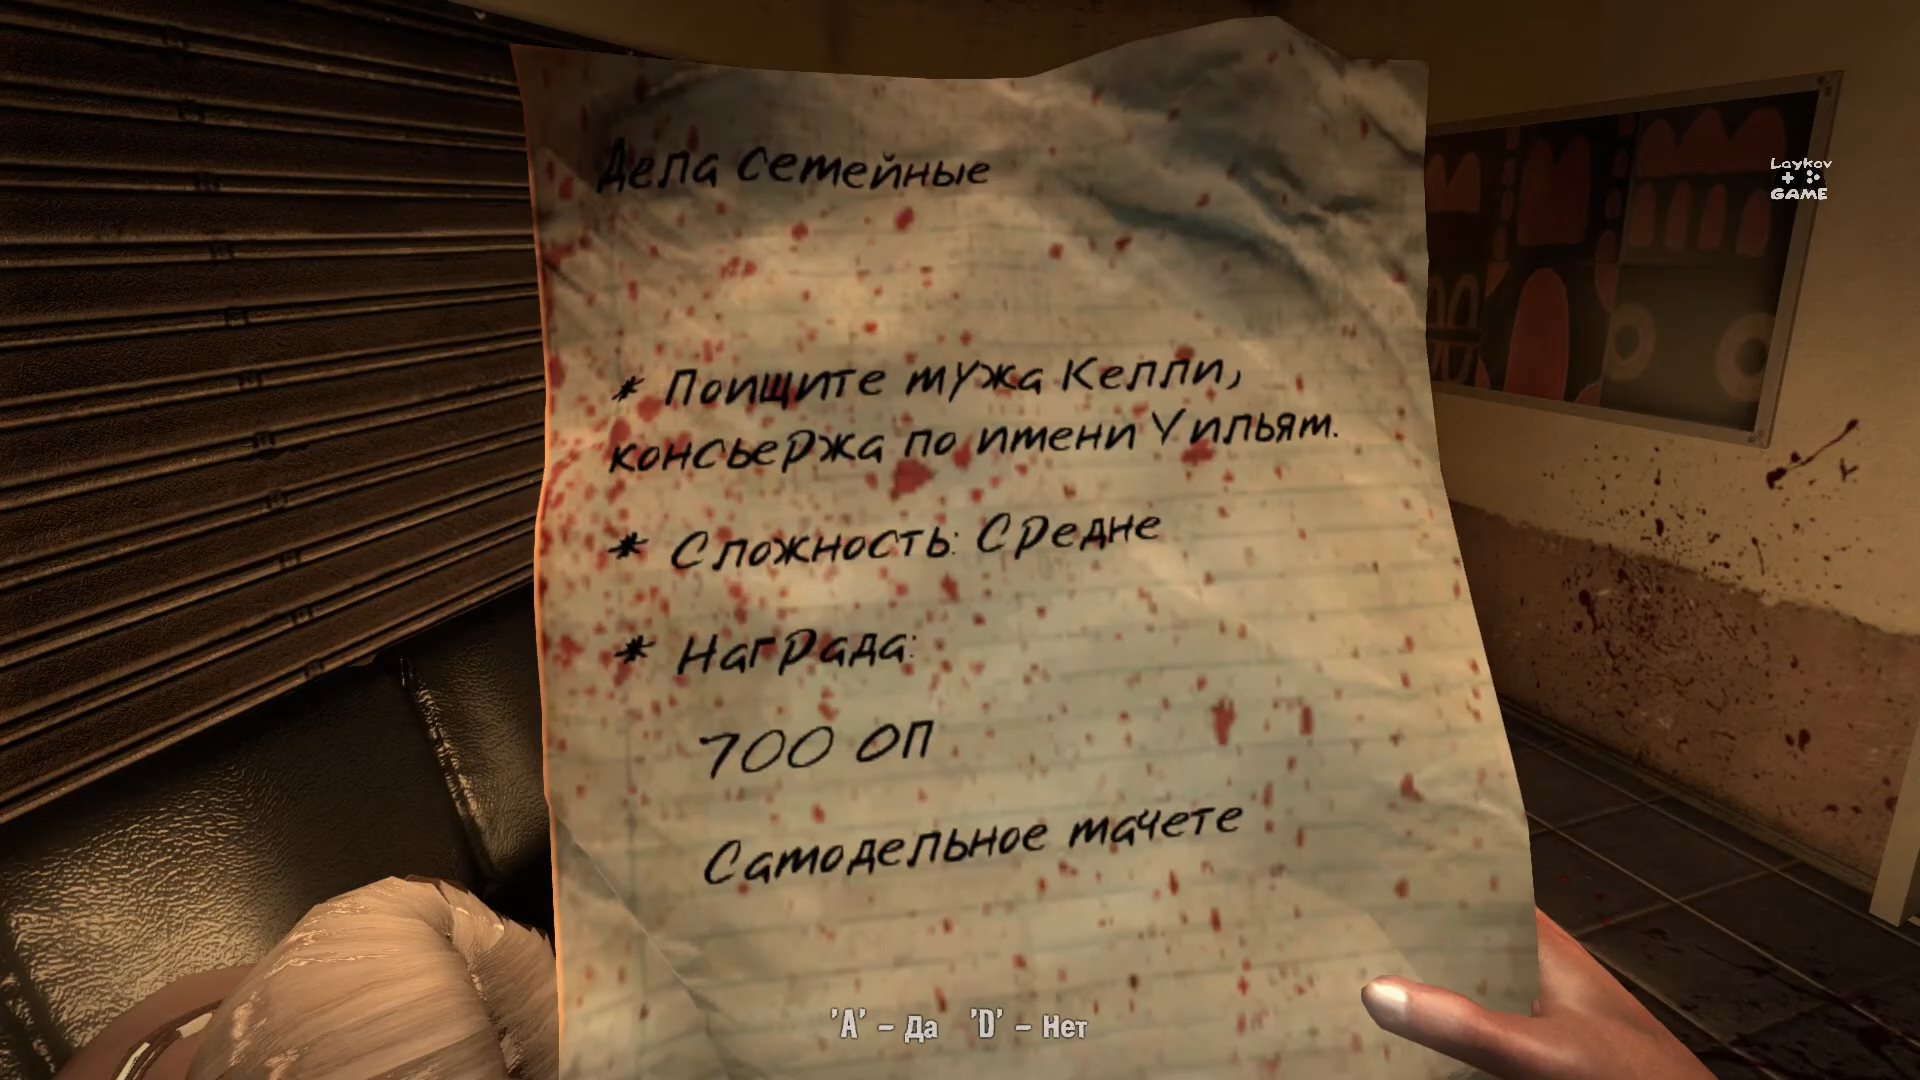 Дела семейные
* Поищите мужа Келли,
консьержа по имени Уильям.
* Сложность: Средне
* Награда:
700 ОП
Самодельное мачете
'A' – Да 'D' – Нет
Laykov
GAME